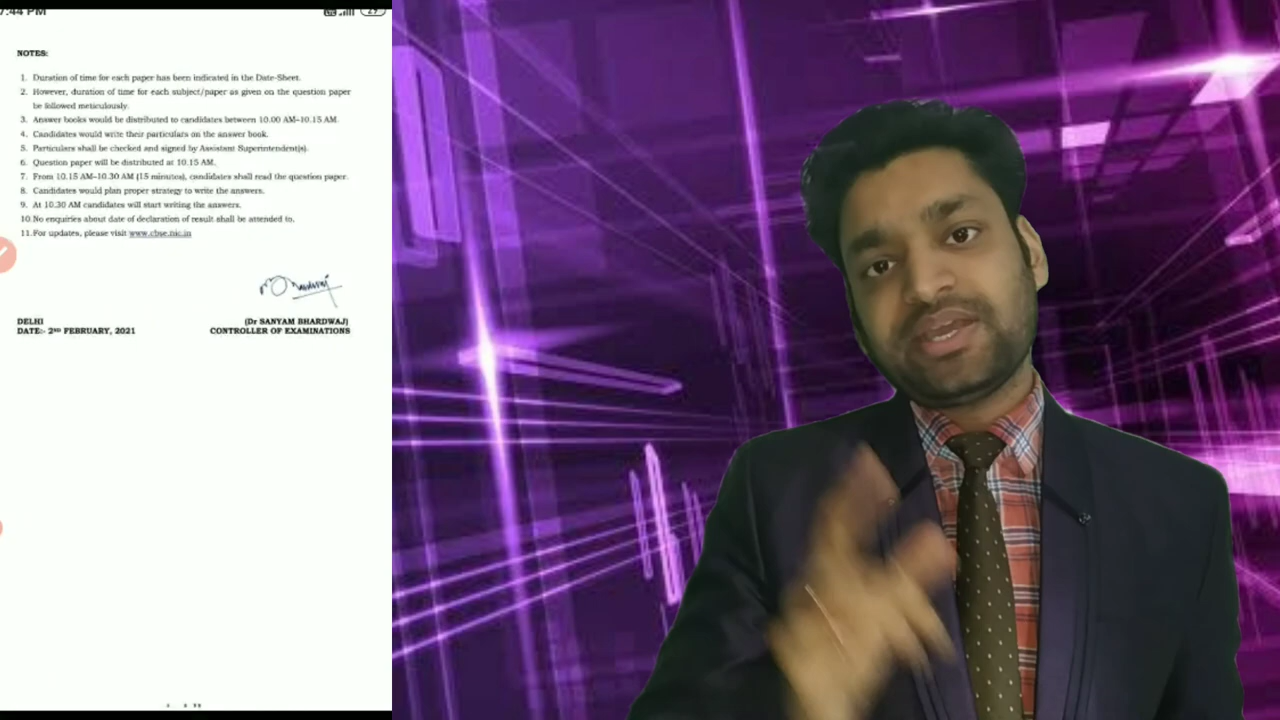 7:44 PM
29
NOTES:
1. Duration of time for each paper has been indicated in the Date-Sheet.
2. However, duration of time for each subject/paper as given on the question paper
be followed meticulously.
3. Answer books would be distributed to candidates between 10.00 AM-10.15 AM.
4. Candidates would write their particulars on the answer book.
5. Particulars shall be checked and signed by Assistant Superintendent(s).
6. Question paper will be distributed at 10.15 AM.
7. From 10.15 AM-10.30 AM (15 minutes), candidates shall read the question paper.
8. Candidates would plan proper strategy to write the answers.
9. At 10.30 AM candidates will start writing the answers.
10.No enquiries about date of declaration of result shall be attended to.
11.For updates, please visit www.cbse.nic.in
DELHI (Dr SANYAM BHARDWAJ)
DATE:- 2ND FEBRUARY, 2021 CONTROLLER OF EXAMINATIONS